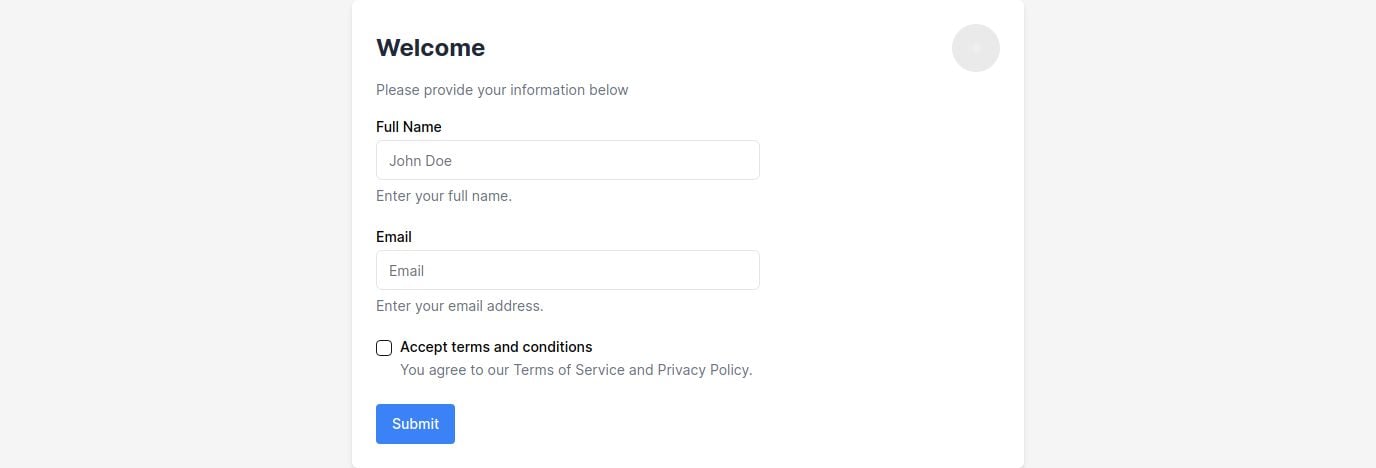 Welcome
Please provide your information below
Full Name
John Doe
Enter your full name.
Email
Email
Enter your email address.
Accept terms and conditions
You agree to our Terms of Service and Privacy Policy.
Submit